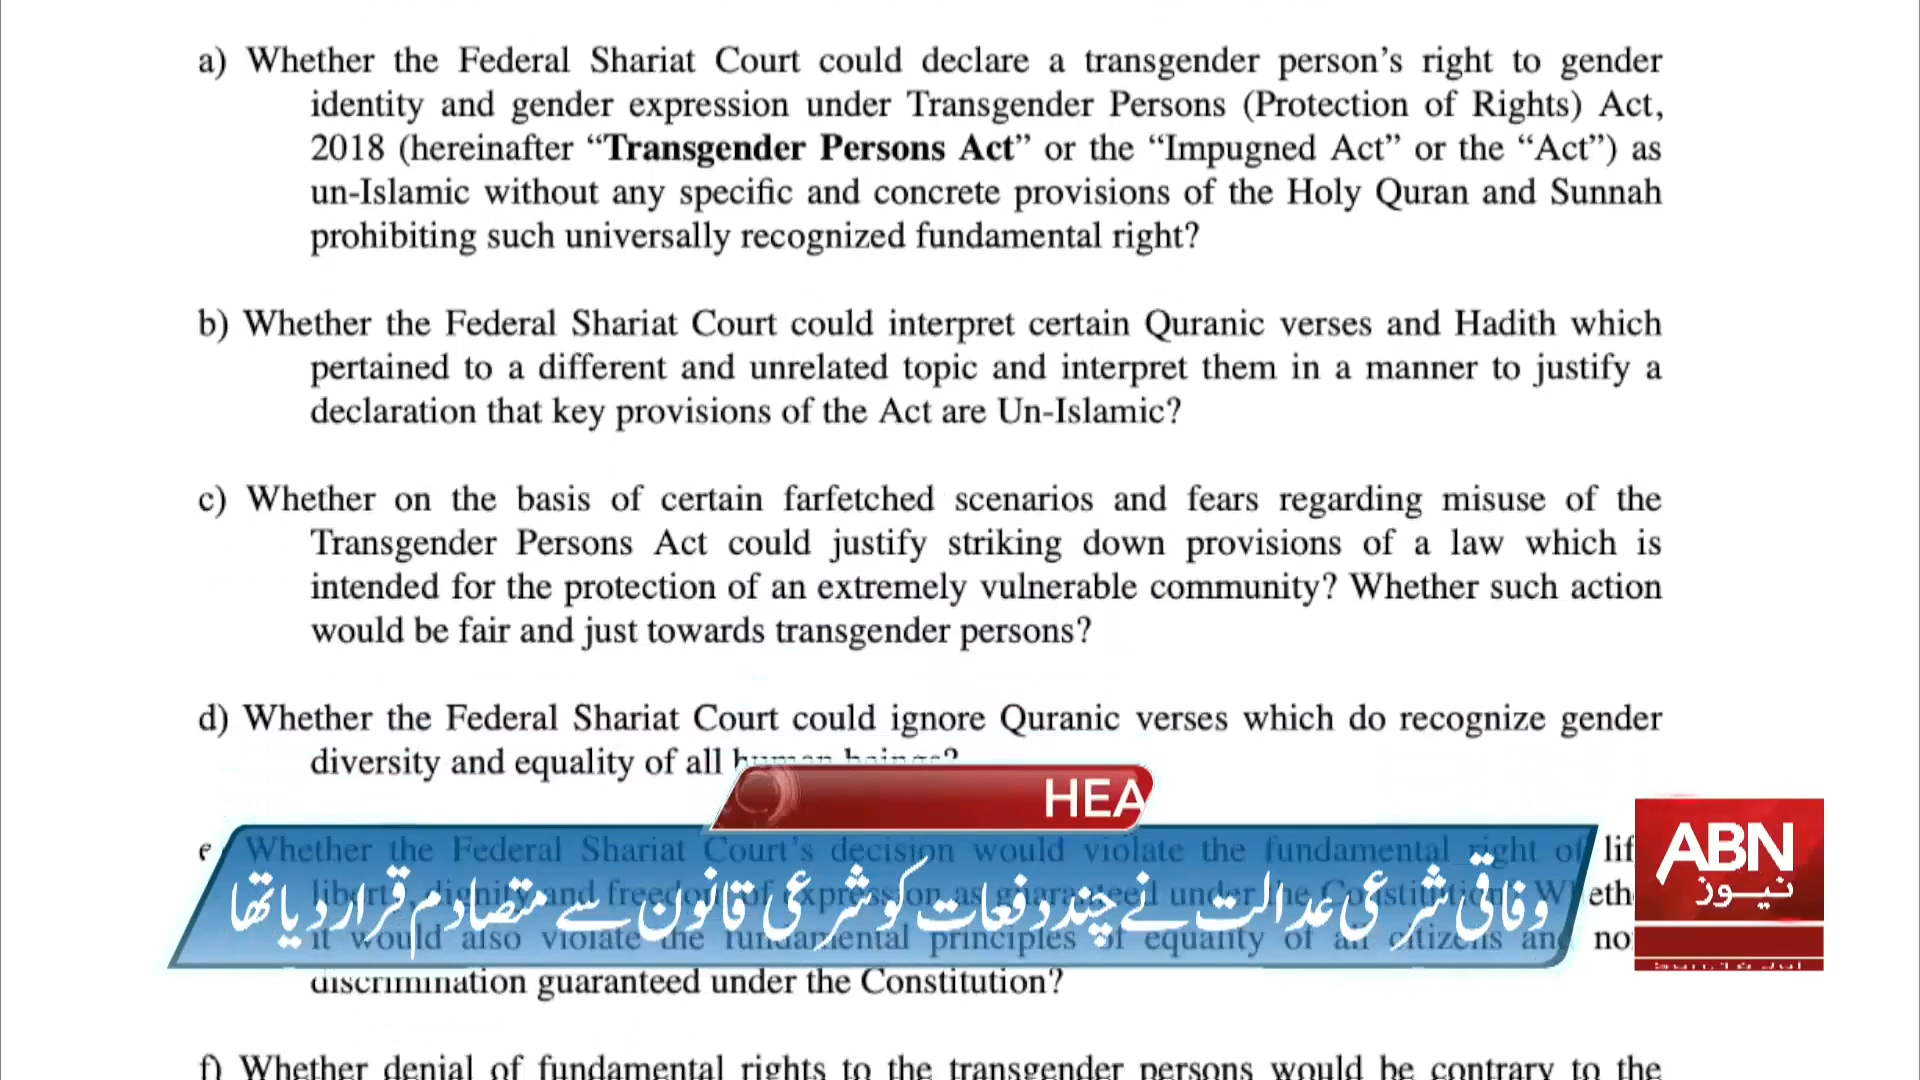 a) Whether the Federal Shariat Court could declare a transgender person’s right to gender
identity and gender expression under Transgender Persons (Protection of Rights) Act,
2018 (hereinafter “Transgender Persons Act” or the “Impugned Act” or the “Act”) as
un-Islamic without any specific and concrete provisions of the Holy Quran and Sunnah
prohibiting such universally recognized fundamental right?
b) Whether the Federal Shariat Court could interpret certain Quranic verses and Hadith which
pertained to a different and unrelated topic and interpret them in a manner to justify a
declaration that key provisions of the Act are Un-Islamic?
c) Whether on the basis of certain farfetched scenarios and fears regarding misuse of the
Transgender Persons Act could justify striking down provisions of a law which is
intended for the protection of an extremely vulnerable community? Whether such action
would be fair and just towards transgender persons?
d) Whether the Federal Shariat Court could ignore Quranic verses which do recognize gender
diversity and equality of all human beings?
HEA
e Whether the Federal Shariat Court’s decision would violate the fundamental right of lif
liberty, dignity and freedom of expression as guaranteed under the Constitution? Wheth
it would also violate the fundamental principles of equality of all citizens and no
discrimination guaranteed under the Constitution?
وفاقی شرعی عدالت نے چند دفعات کو شرعی قانون سے متصادم قرار دیا تھا
ABN
نیوز
f) Whether denial of fundamental rights to the transgender persons would be contrary to the